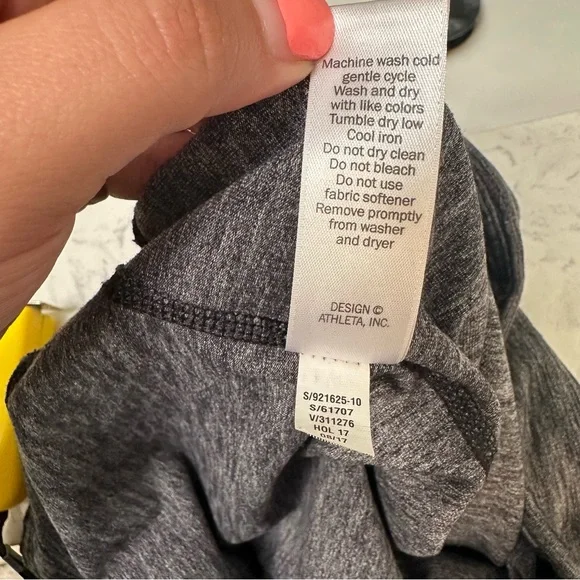 Machine wash cold
gentle cycle
Wash and dry
with like colors
Tumble dry low
Cool iron
Do not dry clean
Do not bleach
Do not use
fabric softener
Remove promptly
from washer
and dryer
DESIGN ©
ATHLETA, INC.
S/921625-10
S/61707
V/311276
HOL 17
08/17